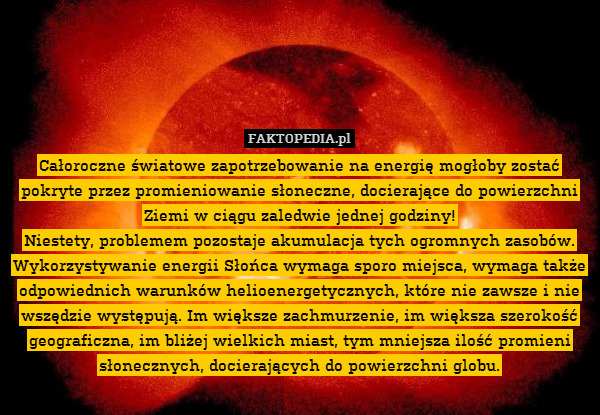 FAKTOPEDIA.pl
Całoroczne światowe zapotrzebowanie na energię mogłoby zostać
pokryte przez promieniowanie słoneczne, docierające do powierzchni
Ziemi w ciągu zaledwie jednej godziny!
Niestety, problemem pozostaje akumulacja tych ogromnych zasobów.
Wykorzystywanie energii Słońca wymaga sporo miejsca, wymaga także
odpowiednich warunków helioenergetycznych, które nie zawsze i nie
wszędzie występują. Im większe zachmurzenie, im większa szerokość
geograficzna, im bliżej wielkich miast, tym mniejsza ilość promieni
słonecznych, docierających do powierzchni globu.